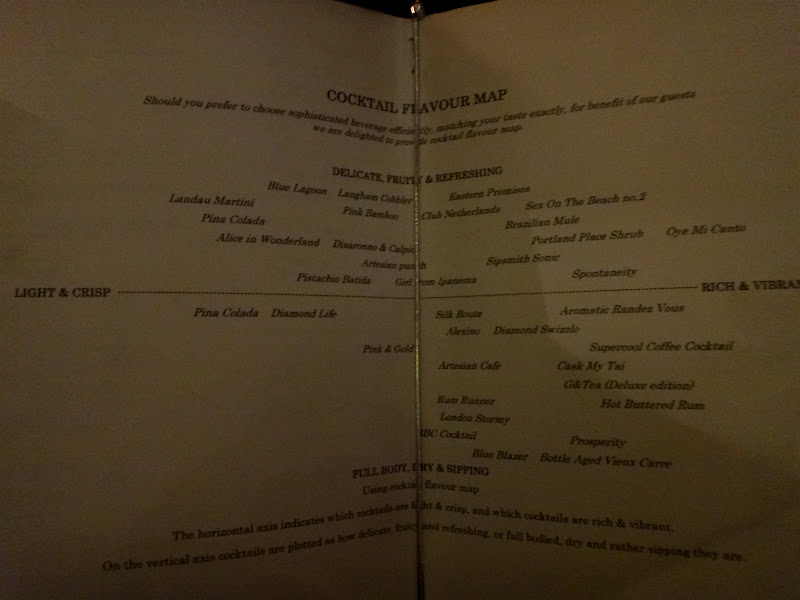 COCKTAIL FLAVOUR MAP
Should you prefer to choose sophisticated beverage efficiently, matching your taste exactly, for benefit of our guests
we are delighted to provide cocktail flavour map.
DELICATE, FRUITY & REFRESHING
Blue Lagoon Langham Cobbler Eastern Promises
Landau Martini Pink Bamboo Club Netherlands Sex On The Beach no.2
Pina Colada Brazilian Mule
Alice in Wonderland Disaronno & Calpis Portland Place Shrub Oye Mi Canto
Artesian punch Sipsmith Sonic
Pistachio Batida Girl from Ipanema Spontaneity
LIGHT & CRISP RICH & VIBRAN
Pina Colada Diamond Life Silk Route Aromatic Randez Vous
Alexino Diamond Swizzle
Pink & Gold Supercool Coffee Cocktail
Artesian Cafe Cask My Tai
G&Tea (Deluxe edition)
Rum Runner Hot Buttered Rum
London Stormy
BBC Cocktail Prosperity
Blue Blazer Bottle Aged Vieux Carre
FULL BODY, DRY & SIPPING
Using cocktail flavour map
The horizontal axis indicates which cocktails are light & crisp, and which cocktails are rich & vibrant.
On the vertical axis cocktails are plotted as how delicate, fruity and refreshing, or full bodied, dry and rather sipping they are.